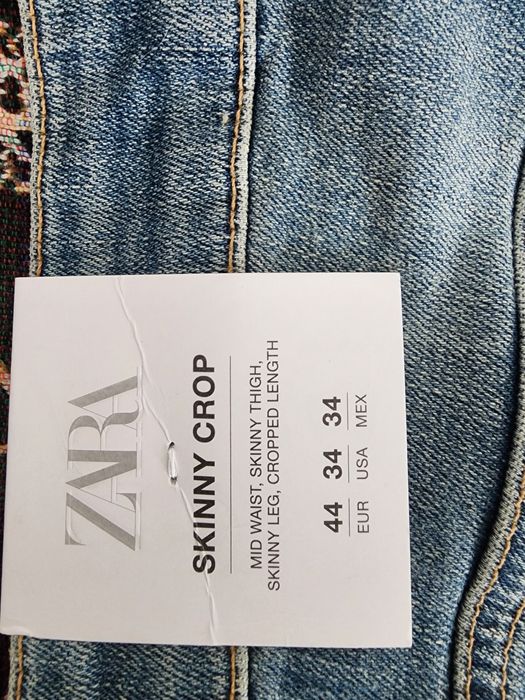 ZARA
SKINNY CROP
MID WAIST, SKINNY THIGH,
SKINNY LEG, CROPPED LENGTH
44 34 34
EUR USA MEX